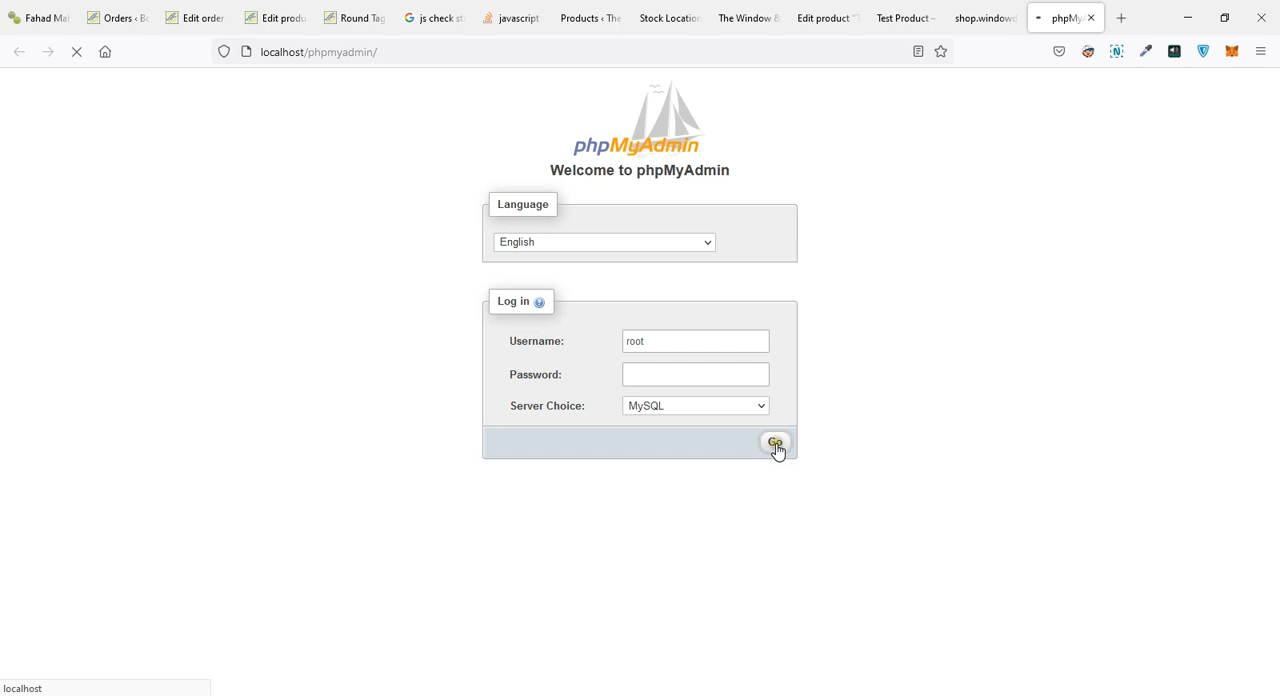 Fahad Mal Orders ‹ Bo Edit order Edit produ Round Tag js check st javascript Products ‹ The Stock Location The Window & Edit product "T Test Product – shop.window phpMy
localhost/phpmyadmin/
phpMyAdmin
Welcome to phpMyAdmin
Language
English
Log in
Username: root
Password:
Server Choice: MySQL
Go
localhost